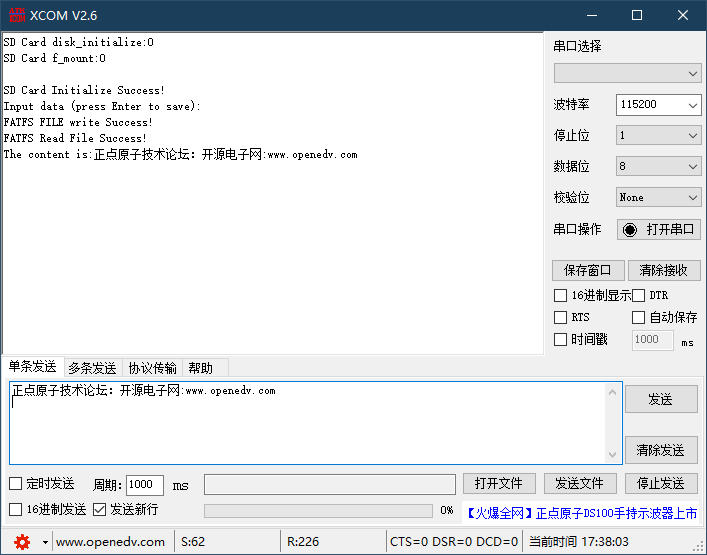 XCOM V2.6
SD Card disk_initialize:0
SD Card f_mount:0
SD Card Initialize Success!
Input data (press Enter to save):
FATFS FILE write Success!
FATFS Read File Success!
The content is:正点原子技术论坛: 开源电子网:www.openedv.com
串口选择
波特率 115200
停止位 1
数据位 8
校验位 None
串口操作 打开串口
保存窗口 清除接收
16进制显示 DTR
RTS 自动保存
时间戳 1000 ms
单条发送 多条发送 协议传输 帮助
正点原子技术论坛: 开源电子网:www.openedv.com
发送
清除发送
定时发送 周期: 1000 ms 打开文件 发送文件 停止发送
16进制发送 发送新行 0% 【火爆全网】正点原子DS100手持示波器上市
www.openedv.com S:62 R:226 CTS=0 DSR=0 DCD=0 当前时间 17:38:03